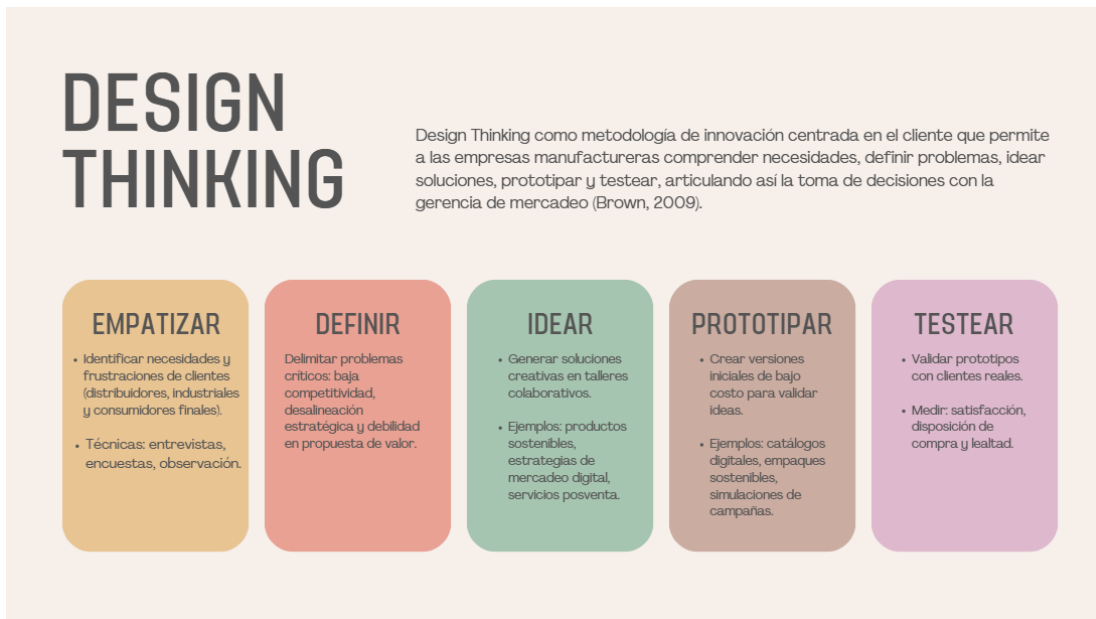 DESIGN
THINKING
Design Thinking como metodología de innovación centrada en el cliente que permite
a las empresas manufactureras comprender necesidades, definir problemas, idear
soluciones, prototipar y testear, articulando así la toma de decisiones con la
gerencia de mercadeo (Brown, 2009).
EMPATIZAR
• Identificar necesidades y
frustraciones de clientes
(distribuidores, industriales
y consumidores finales).
• Técnicas: entrevistas,
encuestas, observación.
DEFINIR
Delimitar problemas
críticos: baja
competitividad,
desalineación
estratégica y debilidad
en propuesta de valor.
IDEAR
• Generar soluciones
creativas en talleres
colaborativos.
• Ejemplos: productos
sostenibles,
estrategias de
mercadeo digital,
servicios posventa.
PROTOTIPAR
• Crear versiones
iniciales de bajo
costo para validar
ideas.
• Ejemplos: catálogos
digitales, empaques
sostenibles,
simulaciones de
campañas.
TESTEAR
• Validar prototipos
con clientes reales.
• Medir: satisfacción,
disposición de
compra y lealtad.